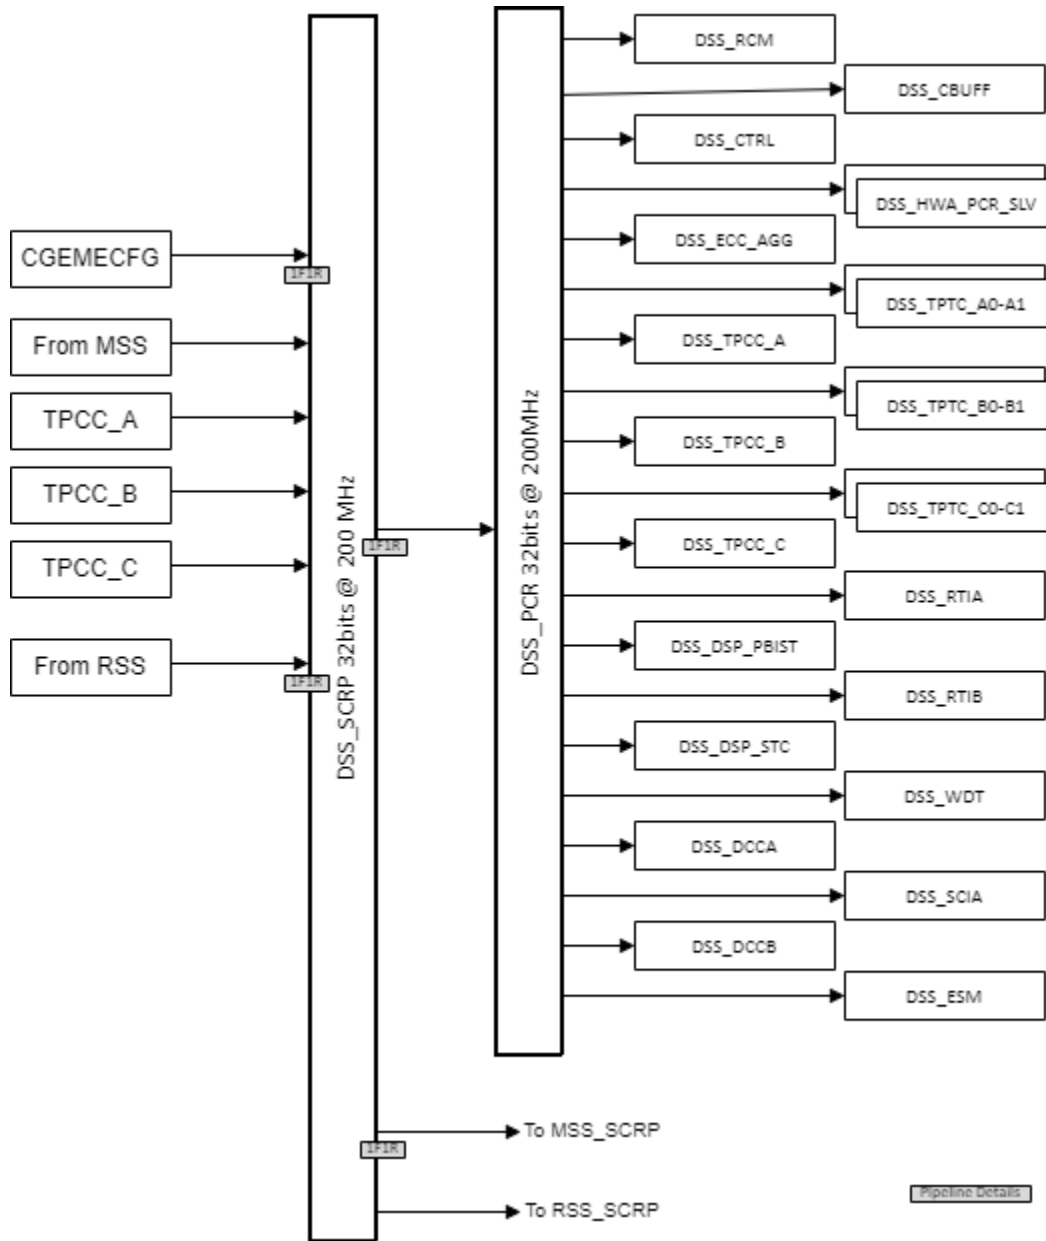 CGEMECFG
1F1R
From MSS
TPCC_A
TPCC_B
TPCC_C
From RSS
1F1R
DSS_SCRP 32bits @ 200 MHz
1F1R
DSS_PCR 32bits @ 200MHz
DSS_RCM
DSS_CBUFF
DSS_CTRL
DSS_HWA_PCR_SLV
DSS_ECC_AGG
DSS_TPTC_A0-A1
DSS_TPCC_A
DSS_TPTC_B0-B1
DSS_TPCC_B
DSS_TPTC_C0-C1
DSS_TPCC_C
DSS_RTIA
DSS_DSP_PBIST
DSS_RTIB
DSS_DSP_STC
DSS_WDT
DSS_DCCA
DSS_SCIA
DSS_DCCB
DSS_ESM
To MSS_SCRP
1F1R
To RSS_SCRP
Pipeline Details